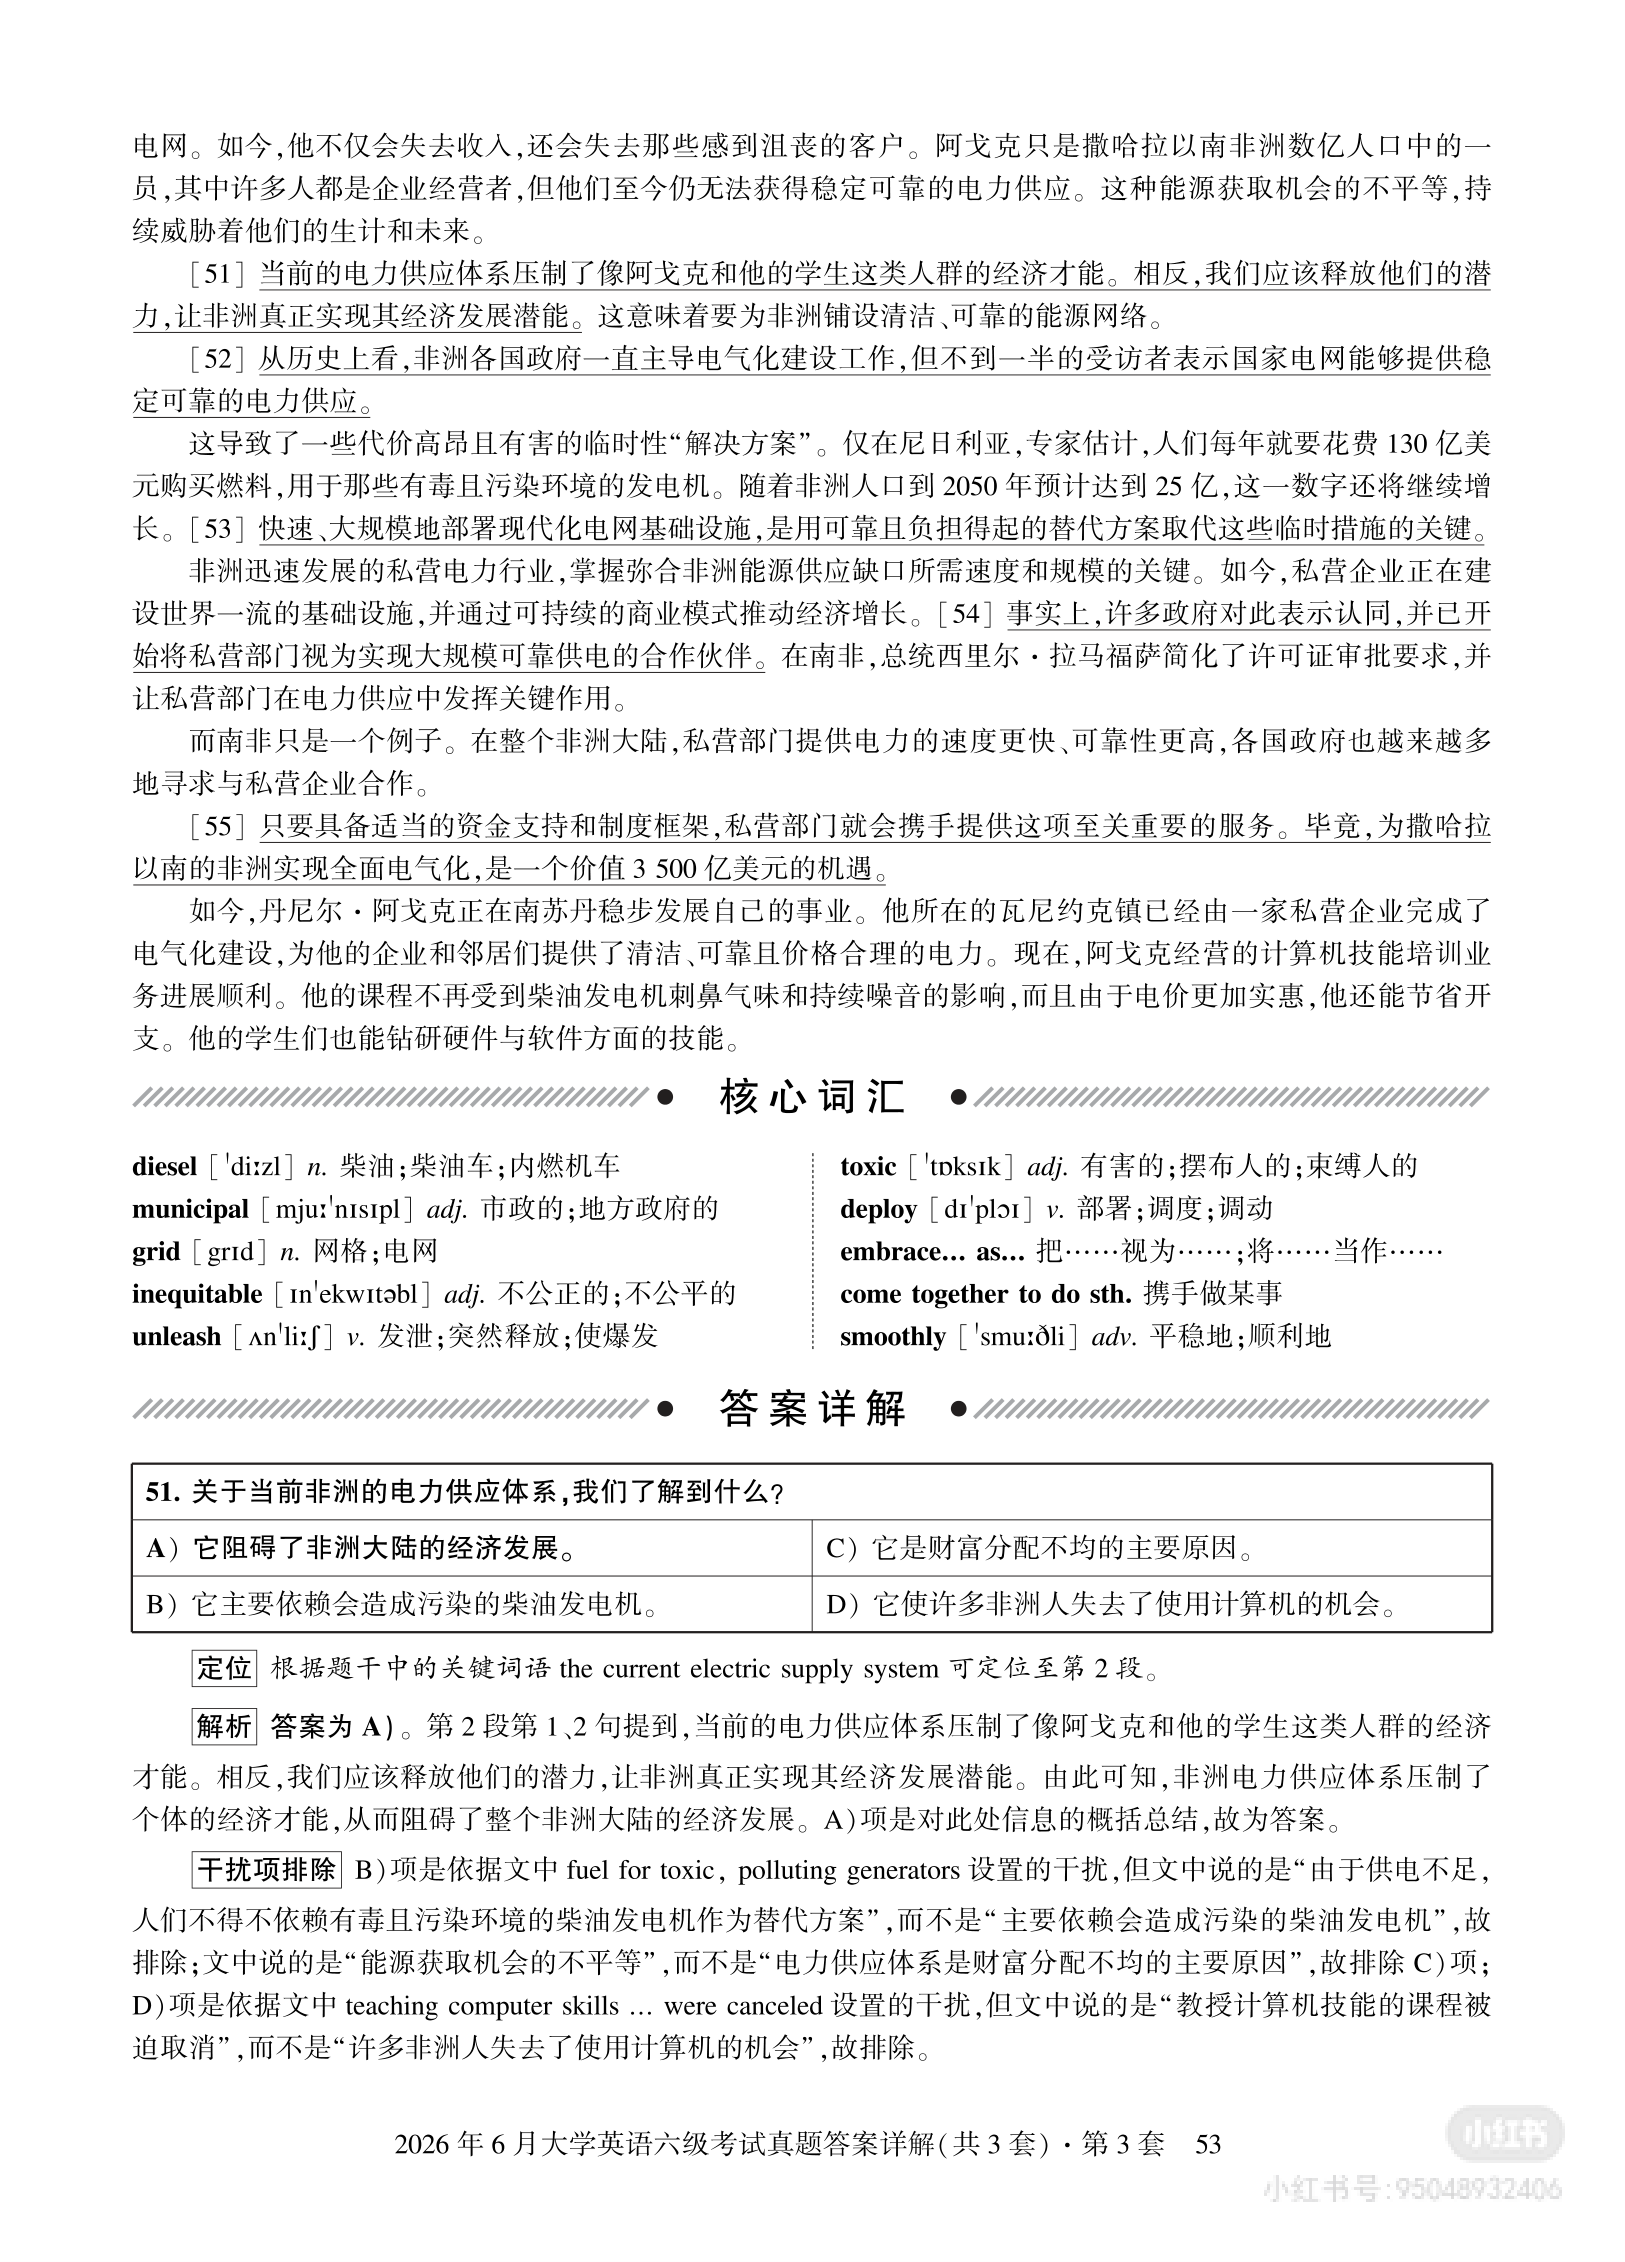 电网。如今,他不仅会失去收入,还会失去那些感到沮丧的客户。阿戈克只是撒哈拉以南非洲数亿人口中的一
员,其中许多人都是企业经营者,但他们至今仍无法获得稳定可靠的电力供应。这种能源获取机会的不平等,持
续威胁着他们的生计和未来。
[51] 当前的电力供应体系压制了像阿戈克和他的学生这类人群的经济才能。相反,我们应该释放他们的潜
力,让非洲真正实现其经济发展潜能。这意味着要为非洲铺设清洁、可靠的能源网络。
[52] 从历史上看,非洲各国政府一直主导电气化建设工作,但不到一半的受访者表示国家电网能够提供稳
定可靠的电力供应。
这导致了一些代价高昂且有害的临时性“解决方案”。仅在尼日利亚,专家估计,人们每年就要花费 130 亿美
元购买燃料,用于那些有毒且污染环境的发电机。随着非洲人口到 2050 年预计达到 25 亿,这一数字还将继续增
长。[53] 快速、大规模地部署现代化电网基础设施,是用可靠且负担得起的替代方案取代这些临时措施的关键。
非洲迅速发展的私营电力行业,掌握弥合非洲能源供应缺口所需速度和规模的关键。如今,私营企业正在建
设世界一流的基础设施,并通过可持续的商业模式推动经济增长。[54] 事实上,许多政府对此表示认同,并已开
始将私营部门视为实现大规模可靠供电的合作伙伴。在南非,总统西里尔·拉马福萨简化了许可证审批要求,并
让私营部门在电力供应中发挥关键作用。
而南非只是一个例子。在整个非洲大陆,私营部门提供电力的速度更快、可靠性更高,各国政府也越来越多
地寻求与私营企业合作。
[55] 只要具备适当的资金支持和制度框架,私营部门就会携手提供这项至关重要的服务。毕竟,为撒哈拉
以南的非洲实现全面电气化,是一个价值 3 500 亿美元的机遇。
如今,丹尼尔·阿戈克正在南苏丹稳步发展自己的事业。他所在的瓦尼约克镇已经由一家私营企业完成了
电气化建设,为他的企业和邻居们提供了清洁、可靠且价格合理的电力。现在,阿戈克经营的计算机技能培训业
务进展顺利。他的课程不再受到柴油发电机刺鼻气味和持续噪音的影响,而且由于电价更加实惠,他还能节省开
支。他的学生们也能钻研硬件与软件方面的技能。
核心词汇
diesel [ˈdiːzl] n. 柴油;柴油车;内燃机车
municipal [mjuːˈnɪsɪpl] adj. 市政的;地方政府的
grid [grɪd] n. 网格;电网
inequitable [ɪnˈekwɪtəbl] adj. 不公正的;不公平的
unleash [ʌnˈliːʃ] v. 发泄;突然释放;使爆发
toxic [ˈtɒksɪk] adj. 有害的;摆布人的;束缚人的
deploy [dɪˈplɔɪ] v. 部署;调度;调动
embrace... as... 把……视为……;将……当作……
come together to do sth. 携手做某事
smoothly [ˈsmuːðli] adv. 平稳地;顺利地
答案详解
51. 关于当前非洲的电力供应体系,我们了解到什么?
A) 它阻碍了非洲大陆的经济发展。
C) 它是财富分配不均的主要原因。
B) 它主要依赖会造成污染的柴油发电机。
D) 它使许多非洲人失去了使用计算机的机会。
定位 根据题干中的关键词语 the current electric supply system 可定位至第 2 段。
解析 答案为 A)。第 2 段第 1、2 句提到,当前的电力供应体系压制了像阿戈克和他的学生这类人群的经济
才能。相反,我们应该释放他们的潜力,让非洲真正实现其经济发展潜能。由此可知,非洲电力供应体系压制了
个体的经济才能,从而阻碍了整个非洲大陆的经济发展。A)项是对此处信息的概括总结,故为答案。
干扰项排除 B)项是依据文中 fuel for toxic, polluting generators 设置的干扰,但文中说的是“由于供电不足,
人们不得不依赖有毒且污染环境的柴油发电机作为替代方案”,而不是“主要依赖会造成污染的柴油发电机”,故
排除;文中说的是“能源获取机会的不平等”,而不是“电力供应体系是财富分配不均的主要原因”,故排除 C)项;
D)项是依据文中 teaching computer skills ... were canceled 设置的干扰,但文中说的是“教授计算机技能的课程被
迫取消”,而不是“许多非洲人失去了使用计算机的机会”,故排除。
2026 年 6 月大学英语六级考试真题答案详解(共 3 套)·第 3 套 53
小红书
小红书号:95048932406